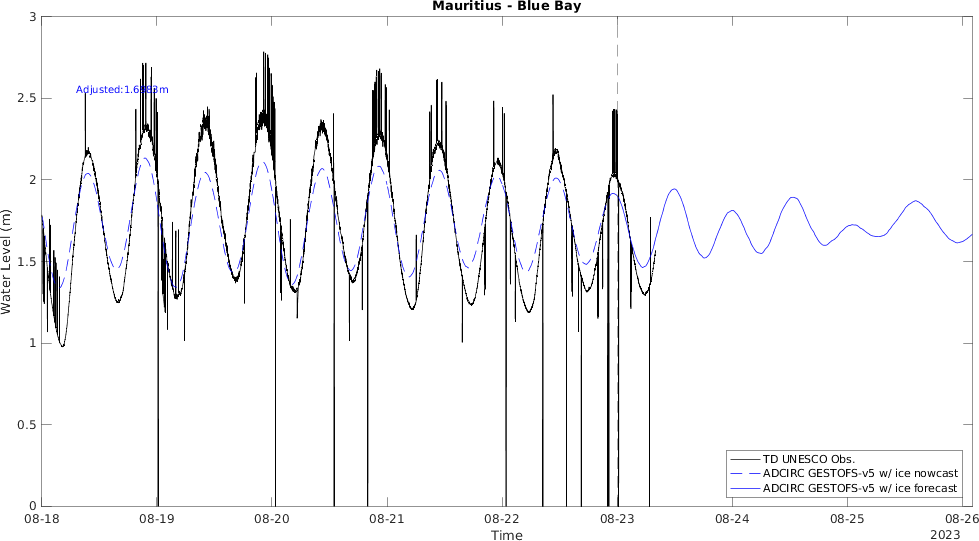 Mauritius - Blue Bay
3
2.5
2
1.5
1
0.5
0
Water Level (m)
08-18
08-19
08-20
08-21
08-22
08-23
08-24
08-25
08-26
Time
2023
TD UNESCO Obs.
ADCIRC GESTOFS-v5 w/ ice nowcast
ADCIRC GESTOFS-v5 w/ ice forecast